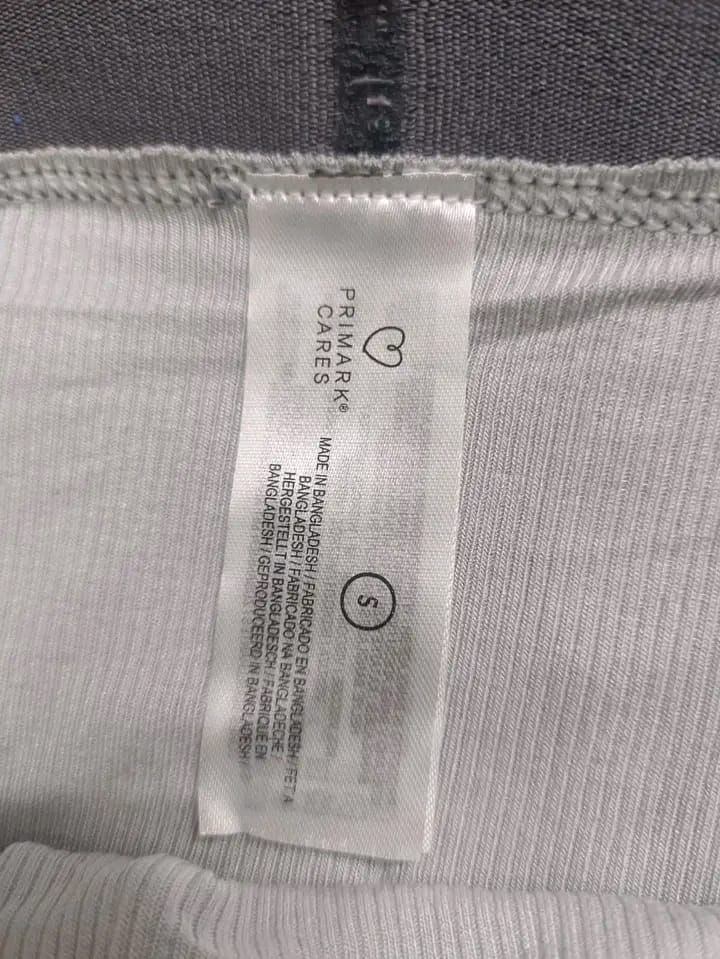 PRIMARK®
CARES
S
MADE IN BANGLADESH / FABRICADO EN BANGLADESH / FET A
BANGLADESH / FABRICADO NA BANGLADECHE /
HERGESTELLT IN BANGLADESCH / FABRIQUÉ EN
BANGLADESH / GEPRODUCEERD IN BANGLADESH /